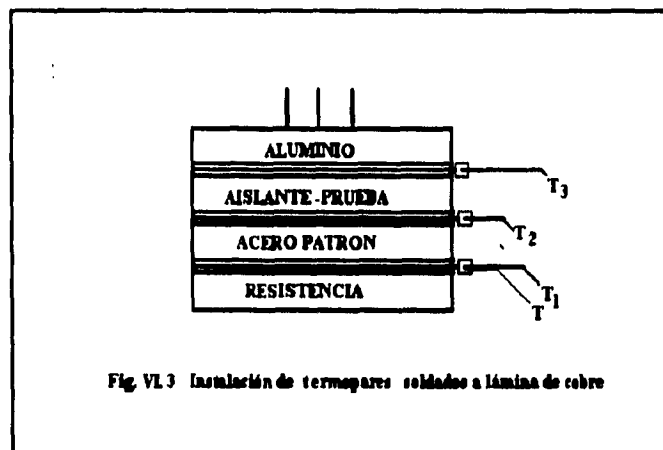 ALUMINIO
T3
AISLANTE-PRUEBA
T2
ACERO PATRON
T1
T
RESISTENCIA
Fig. VI.3 Instalación de termopares soldados a lámina de cobre